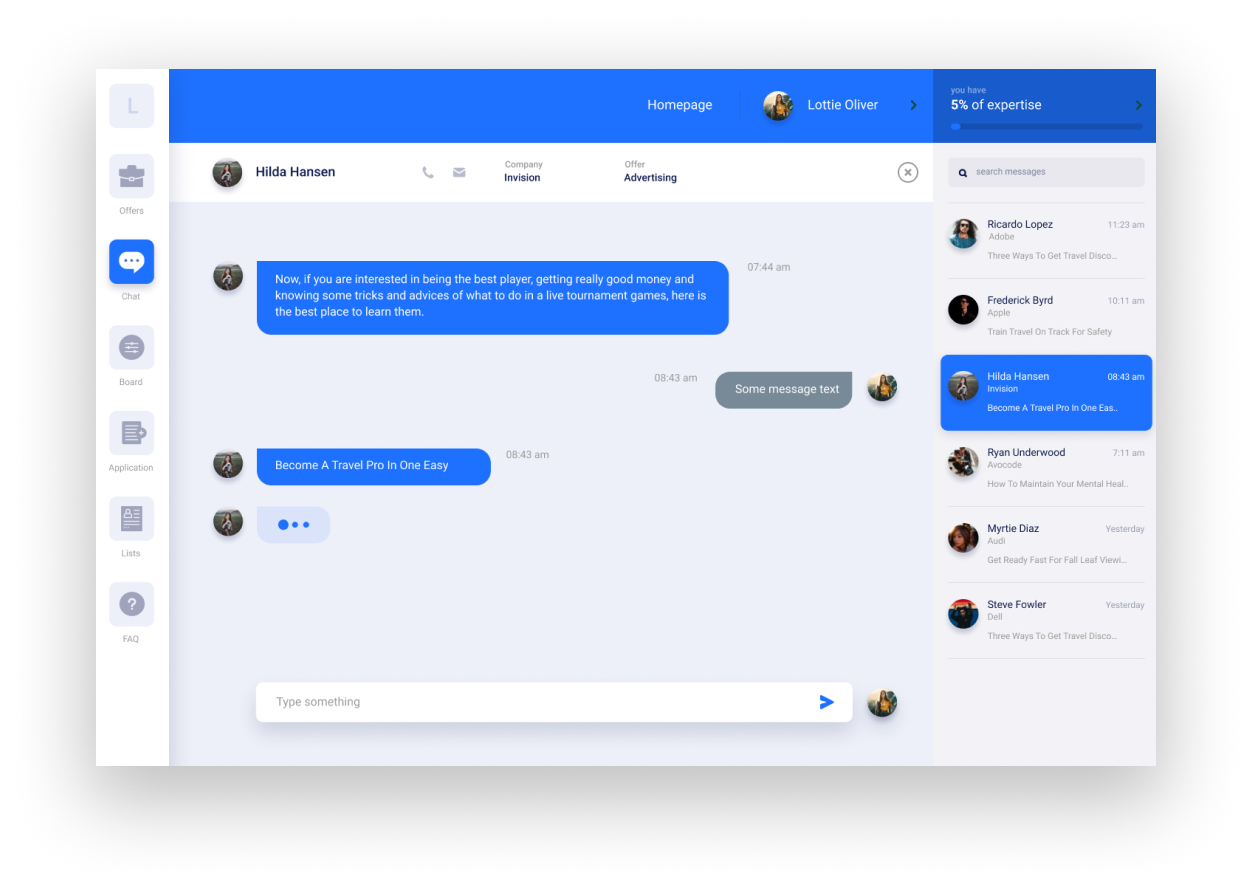 L
Offers
Chat
Board
Application
Lists
FAQ
Homepage
Lottie Oliver
Hilda Hansen
Company
Invision
Offer
Advertising
07:44 am
Now, if you are interested in being the best player, getting really good money and
knowing some tricks and advices of what to do in a live tournament games, here is
the best place to learn them.
08:43 am
Some message text
Become A Travel Pro In One Easy
08:43 am
Type something
you have
5% of expertise
search messages
Ricardo Lopez
11:23 am
Adobe
Three Ways To Get Travel Disco...
Frederick Byrd
10:11 am
Apple
Train Travel On Track For Safety
Hilda Hansen
08:43 am
Invision
Become A Travel Pro In One Eas..
Ryan Underwood
7:11 am
Avocode
How To Maintain Your Mental Heal..
Myrtie Diaz
Yesterday
Audi
Get Ready Fast For Fall Leaf Viewi...
Steve Fowler
Yesterday
Dell
Three Ways To Get Travel Disco...